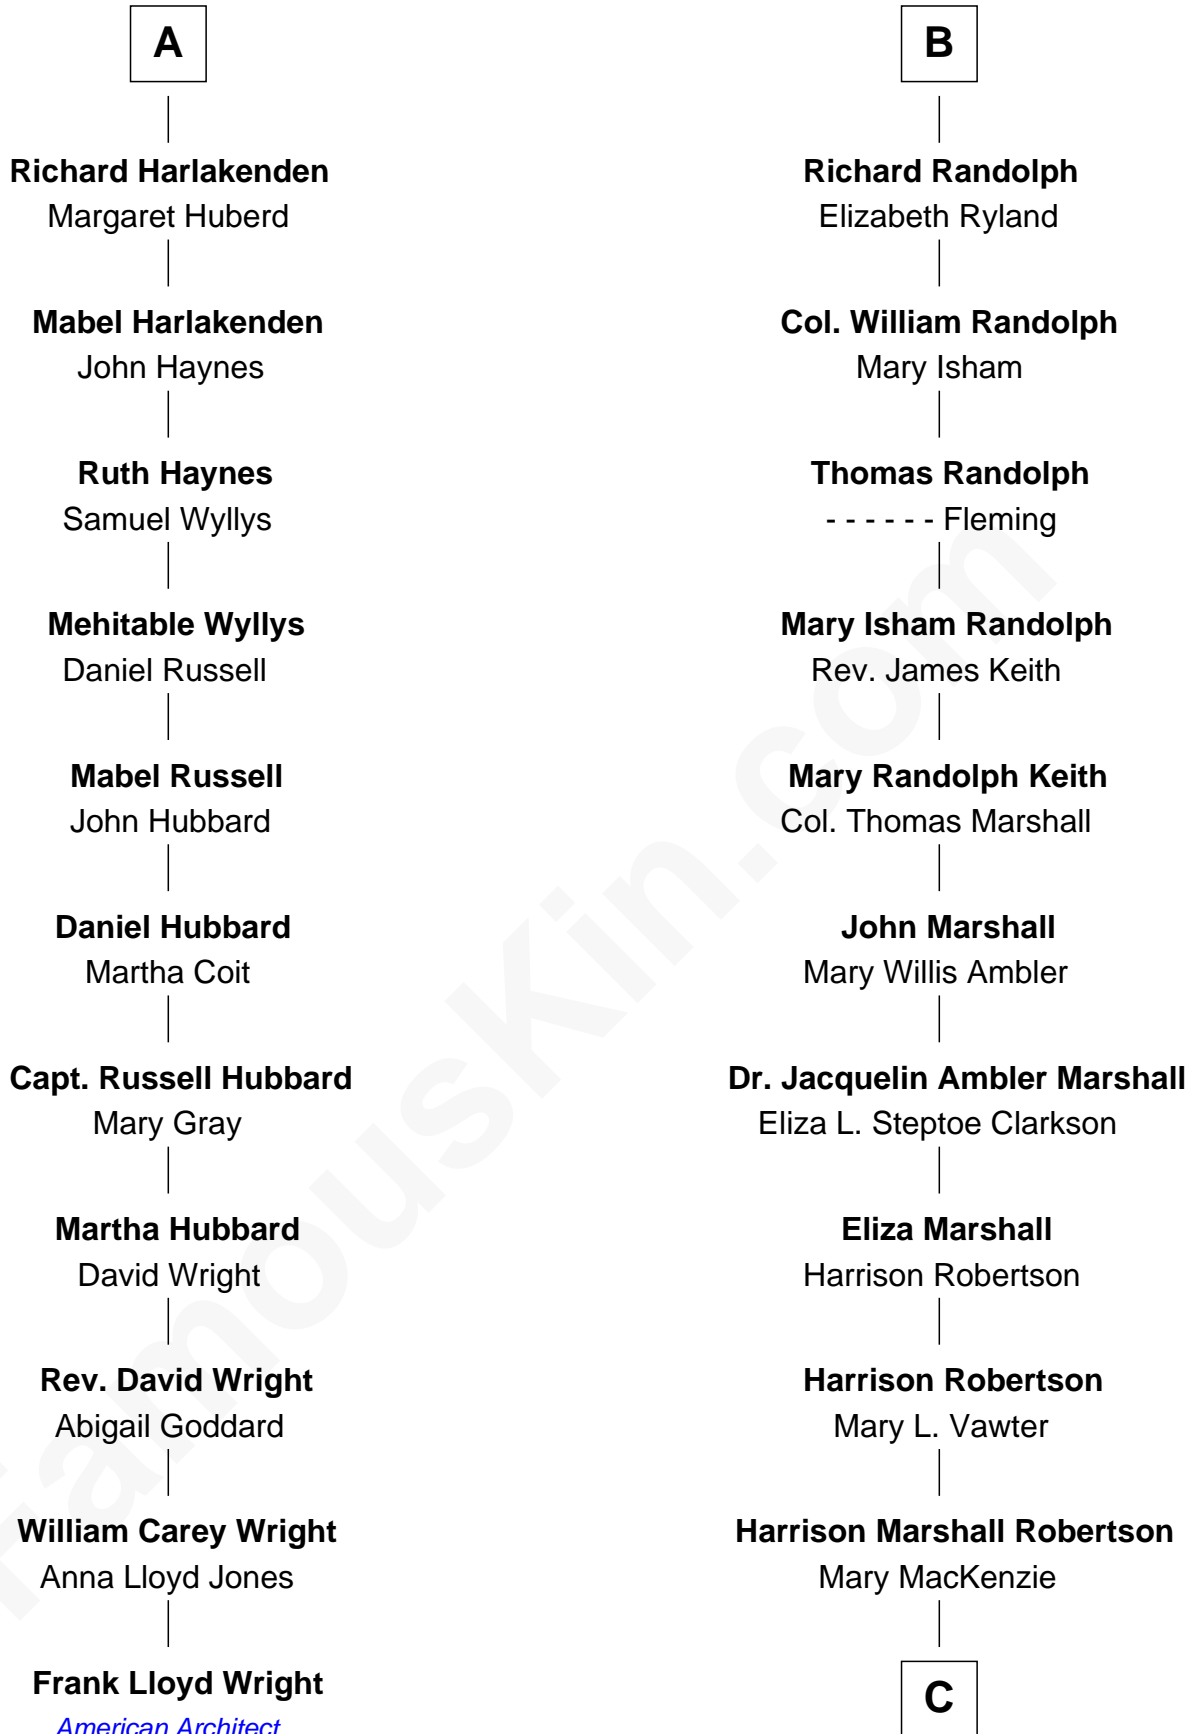 A
Richard Harlakenden
Margaret Huberd
Mabel Harlakenden
John Haynes
Ruth Haynes
Samuel Wyllys
Mehitable Wyllys
Daniel Russell
Mabel Russell
John Hubbard
Daniel Hubbard
Martha Coit
Capt. Russell Hubbard
Mary Gray
Martha Hubbard
David Wright
Rev. David Wright
Abigail Goddard
William Carey Wright
Anna Lloyd Jones
Frank Lloyd Wright
American Architect
B
Richard Randolph
Elizabeth Ryland
Col. William Randolph
Mary Isham
Thomas Randolph
- - - - - - Fleming
Mary Isham Randolph
Rev. James Keith
Mary Randolph Keith
Col. Thomas Marshall
John Marshall
Mary Willis Ambler
Dr. Jacquelin Ambler Marshall
Eliza L. Steptoe Clarkson
Eliza Marshall
Harrison Robertson
Harrison Robertson
Mary L. Vawter
Harrison Marshall Robertson
Mary MacKenzie
C
FamousKin.com